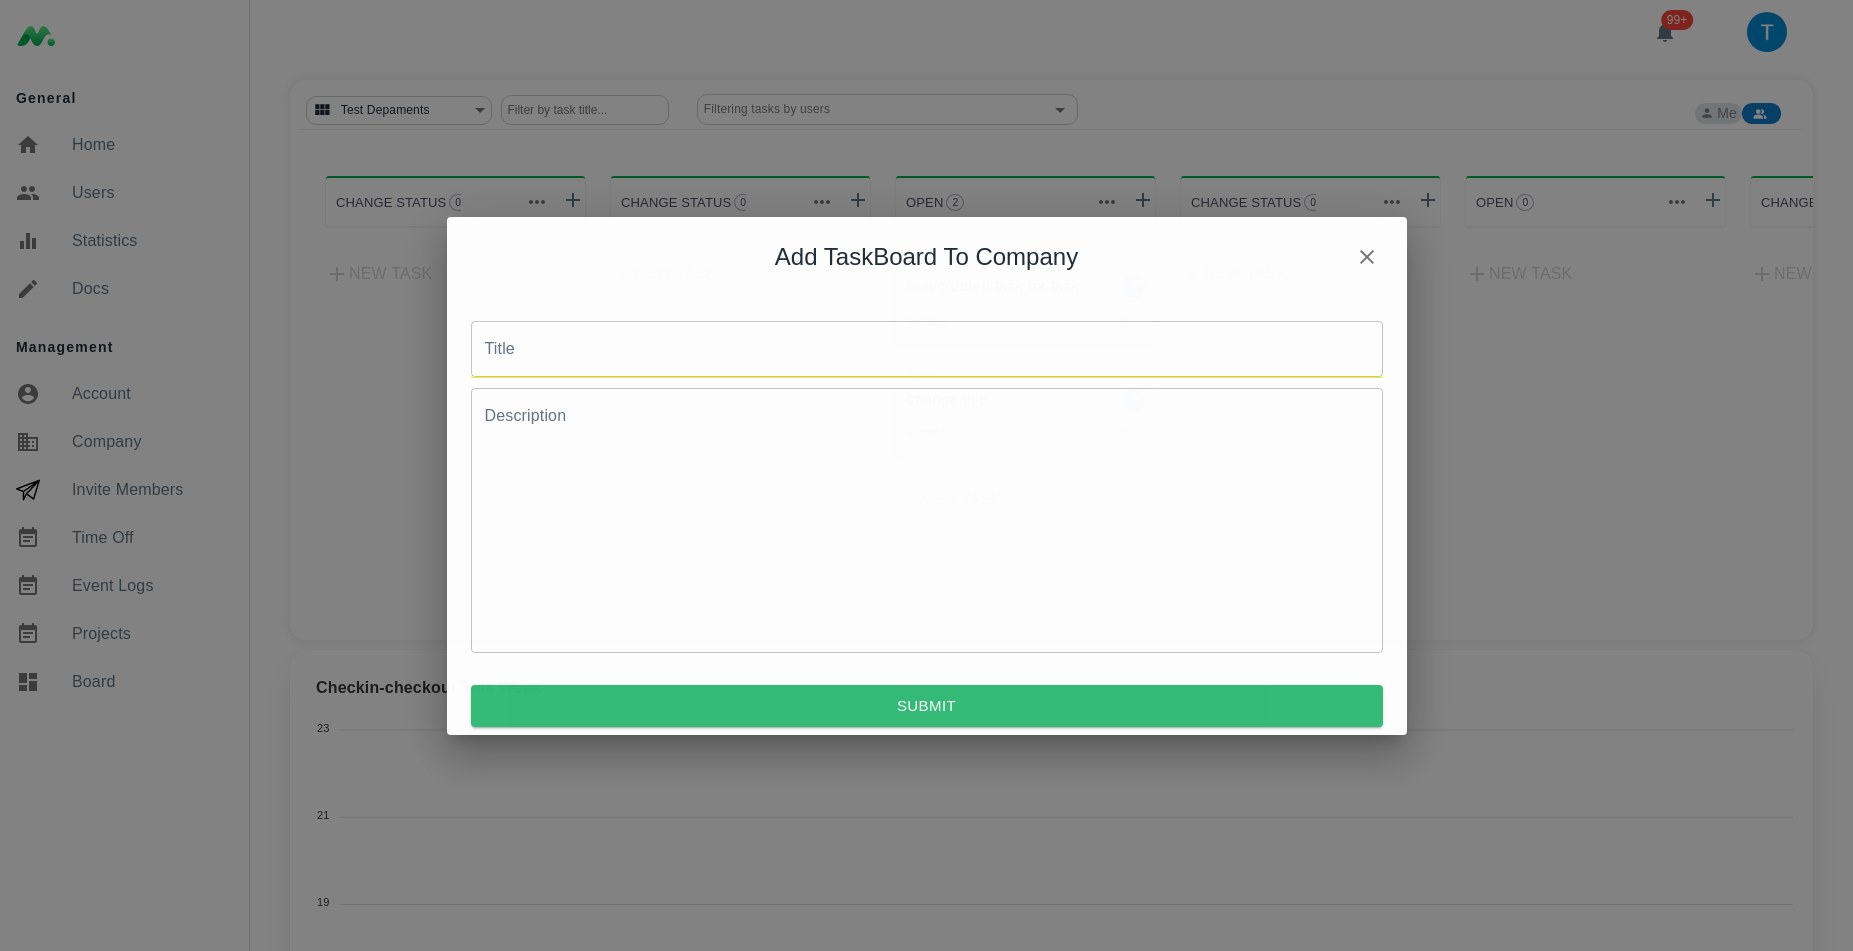 99+
T
General
Home
Users
Statistics
Docs
Management
Account
Company
Invite Members
Time Off
Event Logs
Projects
Board
Test Depaments
Filter by task title...
Filtering tasks by users
Me
CHANGE STATUS 0
CHANGE STATUS 0
OPEN 2
CHANGE STATUS 0
OPEN 0
CHANGE
NEW TASK
NEW TASK
NEW
Add TaskBoard To Company
Title
Description
SUBMIT
Checkin-checkou
23
21
19